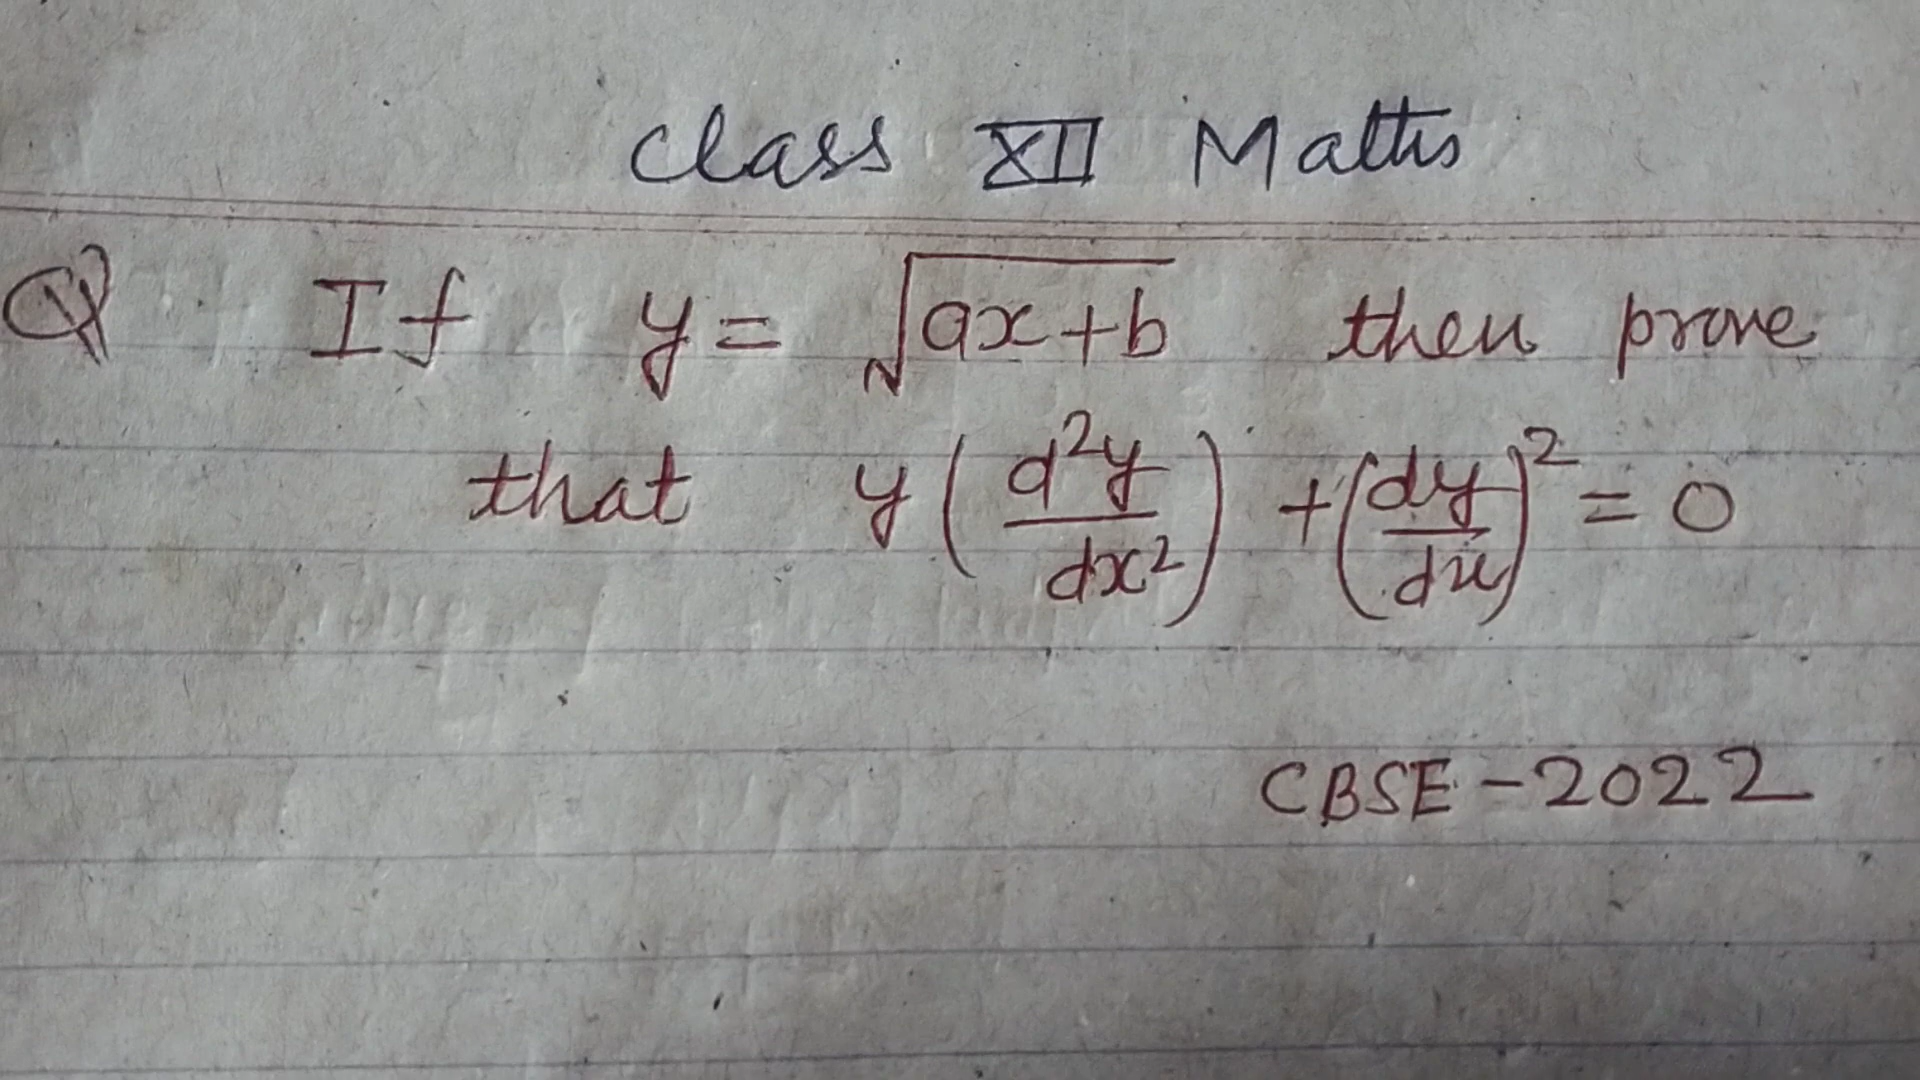 Class XII Maths
Q If y = √(ax+b) then prove
that y(d²y/dx²) + (dy/dx)² = 0
CBSE-2022